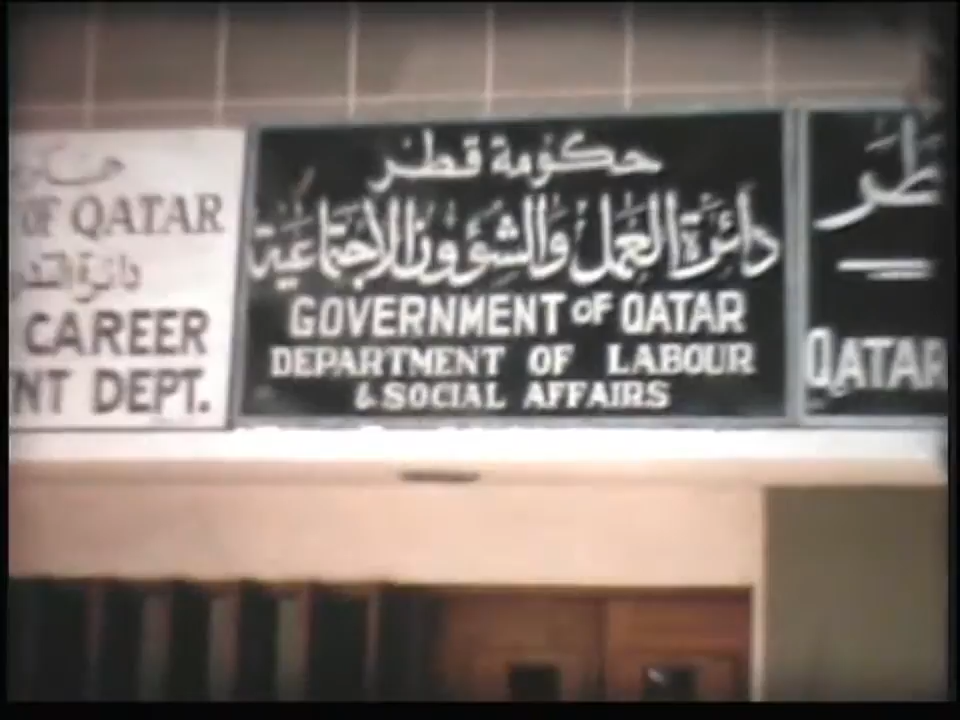 OF QATAR
CAREER
NT DEPT.
حكومة قطر
دائرة العمل والشؤون الاجتماعية
GOVERNMENT OF QATAR
DEPARTMENT OF LABOUR
& SOCIAL AFFAIRS
QATAR